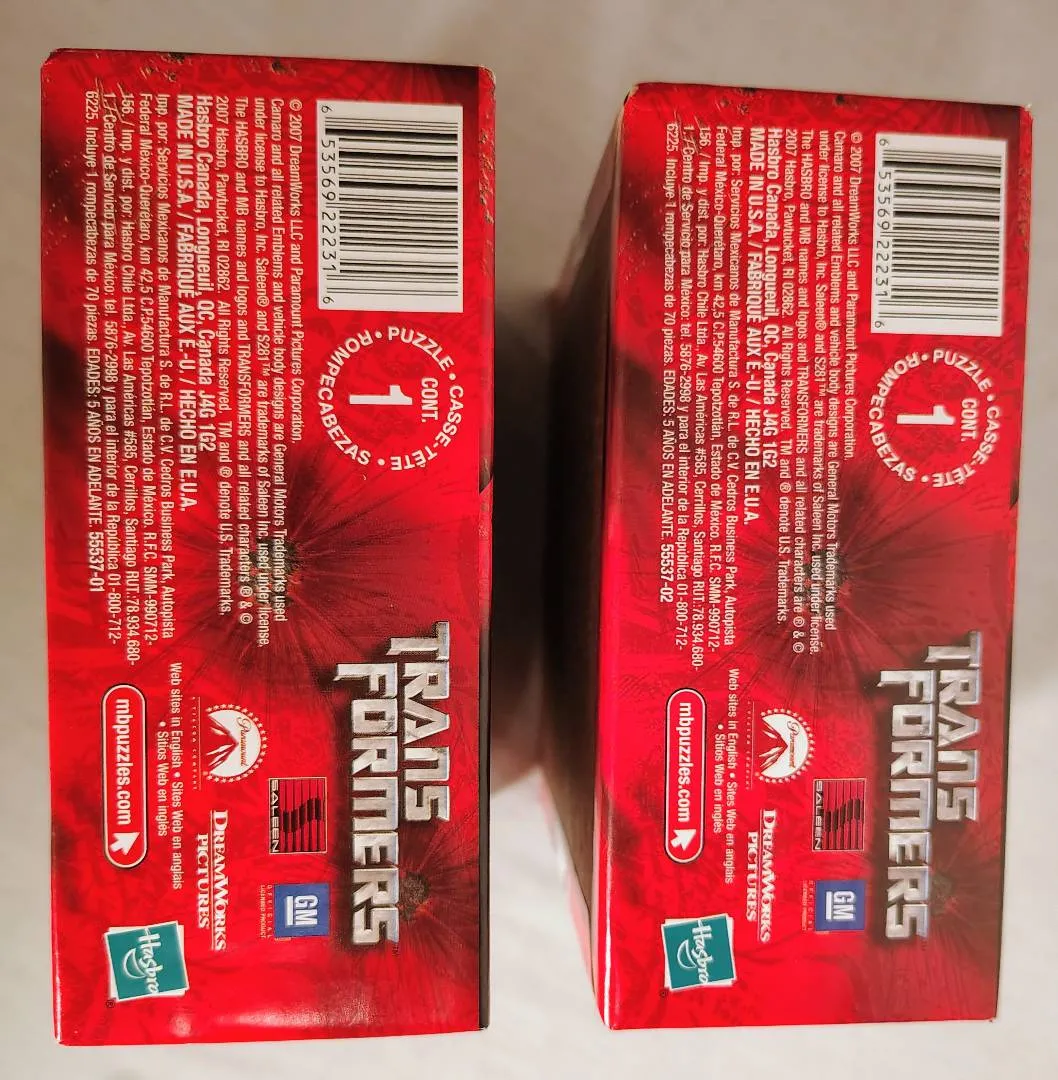 6 53569 22231 6
PUZZLE • CASSE-TÊTE • ROMPECABEZAS •
CONT.
1
© 2007 DreamWorks LLC and Paramount Pictures Corporation.
Camaro and all related Emblems and vehicle body designs are General Motors Trademarks used
under license to Hasbro, Inc. Saleen® and S281™ are trademarks of Saleen Inc. used under license.
The HASBRO and MB names and logos and TRANSFORMERS and all related characters are ® & ©
2007 Hasbro, Pawtucket, RI 02862. All Rights Reserved. TM and ® denote U.S. Trademarks.
Hasbro Canada, Longueuil, QC, Canada J4G 1G2
MADE IN U.S.A. / FABRIQUÉ AUX É.-U / HECHO EN E.U.A.
Imp. por: Servicios Mexicanos de Manufactura S. de R.L. de C.V. Cedros Business Park, Autopista
Federal México-Querétaro, km 42,5 C.P.54600 Tepotzotlán, Estado de México. R.F.C. SMM-990712-
156. / Imp. y dist. por: Hasbro Chile Ltda., Av. Las Américas #585, Cerrillos, Santiago RUT.:78.934.680-
1. / Centro de Servicio para México: tel. 5876-2998 y para el interior de la República 01-800-712-
6225. Incluye 1 rompecabezas de 70 piezas. EDADES: 5 AÑOS EN ADELANTE. 55537-01
TRANS
FORMERS
SALEEN
GM
OFFICIAL
LICENSED PRODUCT
Paramount
DREAMWORKS
PICTURES
Web sites in English • Sites Web en anglais
• Sitios Web en inglés
mbpuzzles.com
Hasbro
6 53569 22231 6
PUZZLE • CASSE-TÊTE • ROMPECABEZAS •
CONT.
1
© 2007 DreamWorks LLC and Paramount Pictures Corporation.
Camaro and all related Emblems and vehicle body designs are General Motors Trademarks used
under license to Hasbro, Inc. Saleen® and S281™ are trademarks of Saleen Inc. used under license.
The HASBRO and MB names and logos and TRANSFORMERS and all related characters are ® & ©
2007 Hasbro, Pawtucket, RI 02862. All Rights Reserved. TM and ® denote U.S. Trademarks.
Hasbro Canada, Longueuil, QC, Canada J4G 1G2
MADE IN U.S.A. / FABRIQUÉ AUX É.-U / HECHO EN E.U.A.
Imp. por: Servicios Mexicanos de Manufactura S. de R.L. de C.V. Cedros Business Park, Autopista
Federal México-Querétaro, km 42,5 C.P.54600 Tepotzotlán, Estado de México. R.F.C. SMM-990712-
156. / Imp. y dist. por: Hasbro Chile Ltda., Av. Las Américas #585, Cerrillos, Santiago RUT.:78.934.680-
1. / Centro de Servicio para México: tel. 5876-2998 y para el interior de la República 01-800-712-
6225. Incluye 1 rompecabezas de 70 piezas. EDADES: 5 AÑOS EN ADELANTE. 55537-02
TRANS
FORMERS
SALEEN
GM
OFFICIAL
Paramount
DREAMWORKS
PICTURES
Web sites in English • Sites Web en anglais
• Sitios Web en inglés
mbpuzzles.com
Hasbro